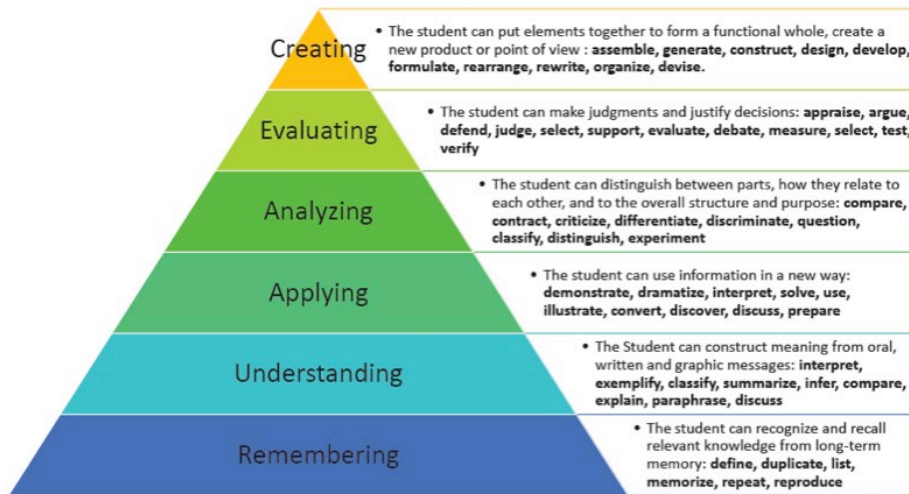 Creating
• The student can put elements together to form a functional whole, create a
new product or point of view : assemble, generate, construct, design, develop,
formulate, rearrange, rewrite, organize, devise.
Evaluating
• The student can make judgments and justify decisions: appraise, argue,
defend, judge, select, support, evaluate, debate, measure, select, test,
verify
Analyzing
• The student can distinguish between parts, how they relate to
each other, and to the overall structure and purpose: compare,
contract, criticize, differentiate, discriminate, question,
classify, distinguish, experiment
Applying
• The student can use information in a new way:
demonstrate, dramatize, interpret, solve, use,
illustrate, convert, discover, discuss, prepare
Understanding
• The Student can construct meaning from oral,
written and graphic messages: interpret,
exemplify, classify, summarize, infer, compare,
explain, paraphrase, discuss
Remembering
• The student can recognize and recall
relevant knowledge from long-term
memory: define, duplicate, list,
memorize, repeat, reproduce